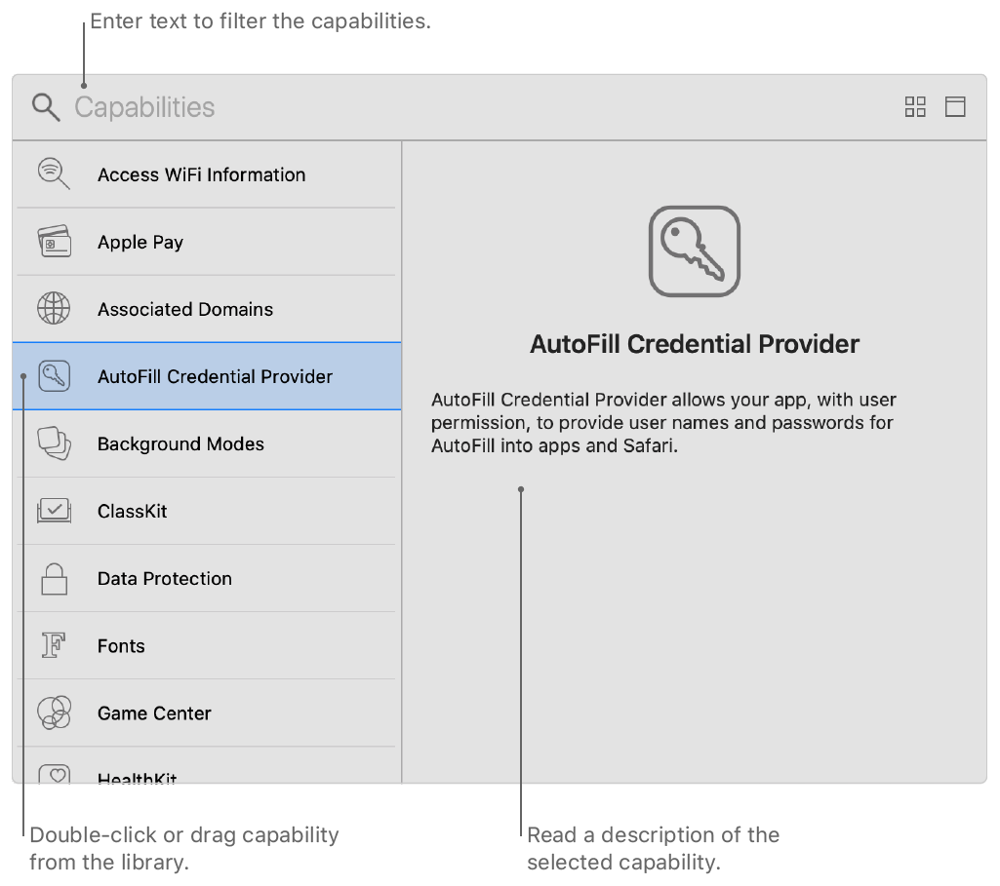 Enter text to filter the capabilities.
Capabilities
Access WiFi Information
Apple Pay
Associated Domains
AutoFill Credential Provider
Background Modes
ClassKit
Data Protection
Fonts
Game Center
HealthKit
AutoFill Credential Provider
AutoFill Credential Provider allows your app, with user
permission, to provide user names and passwords for
AutoFill into apps and Safari.
Double-click or drag capability
from the library.
Read a description of the
selected capability.